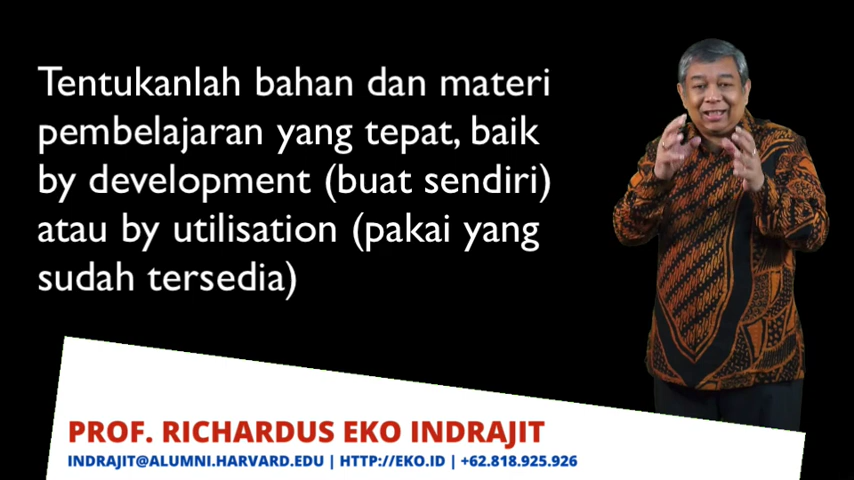 Tentukanlah bahan dan materi
pembelajaran yang tepat, baik
by development (buat sendiri)
atau by utilisation (pakai yang
sudah tersedia)
PROF. RICHARDUS EKO INDRAJIT
INDRAJIT@ALUMNI.HARVARD.EDU | HTTP://EKO.ID | +62.818.925.926